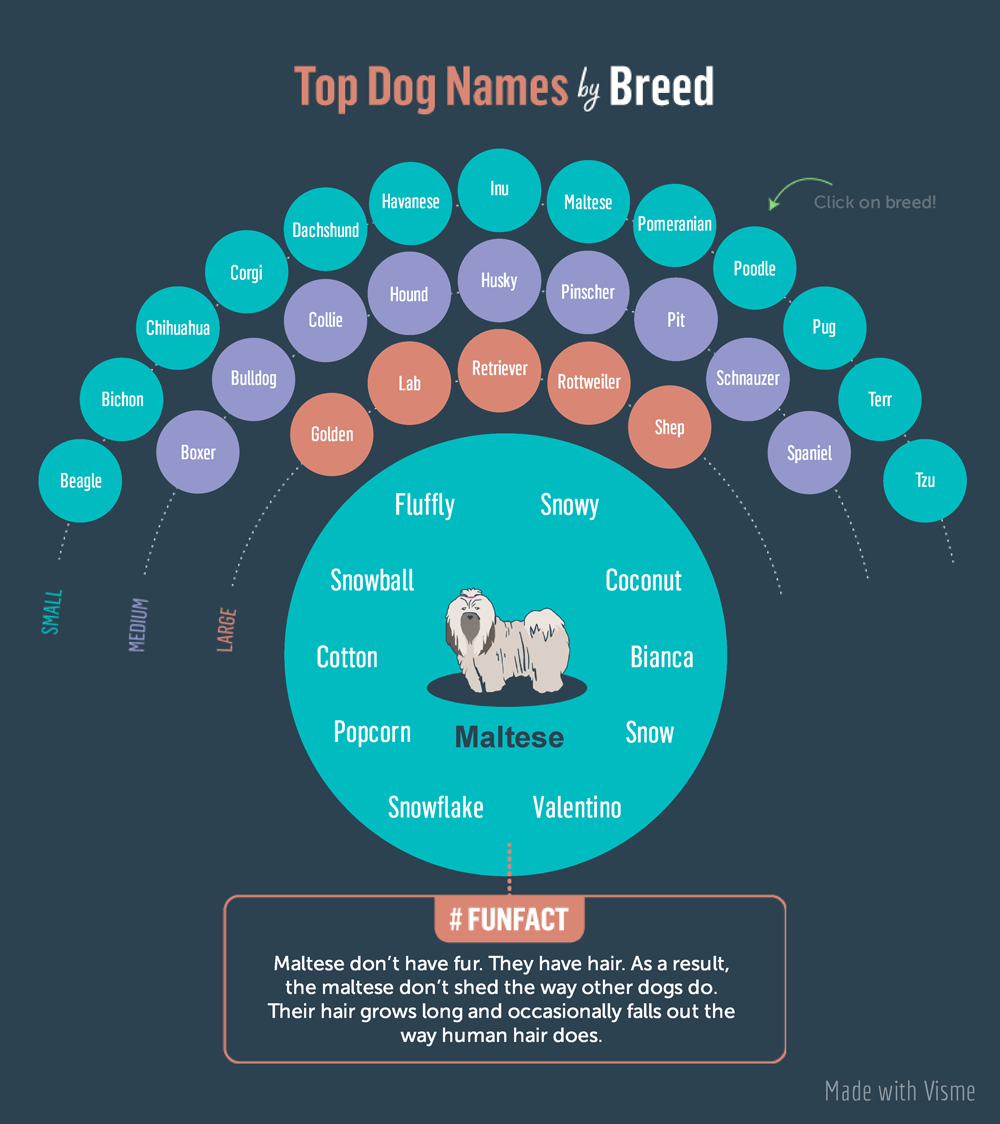 Top Dog Names by Breed
Click on breed!
Inu
Havanese
Maltese
Dachshund
Pomeranian
Corgi
Poodle
Chihuahua
Pug
Bichon
Terr
Beagle
Tzu
Husky
Hound
Pinscher
Collie
Pit
Bulldog
Schnauzer
Boxer
Spaniel
Retriever
Lab
Rottweiler
Golden
Shep
SMALL
MEDIUM
LARGE
Fluffly
Snowy
Snowball
Coconut
Cotton
Bianca
Popcorn
Maltese
Snow
Snowflake
Valentino
# FUNFACT
Maltese don’t have fur. They have hair. As a result,
the maltese don’t shed the way other dogs do.
Their hair grows long and occasionally falls out the
way human hair does.
Made with Visme